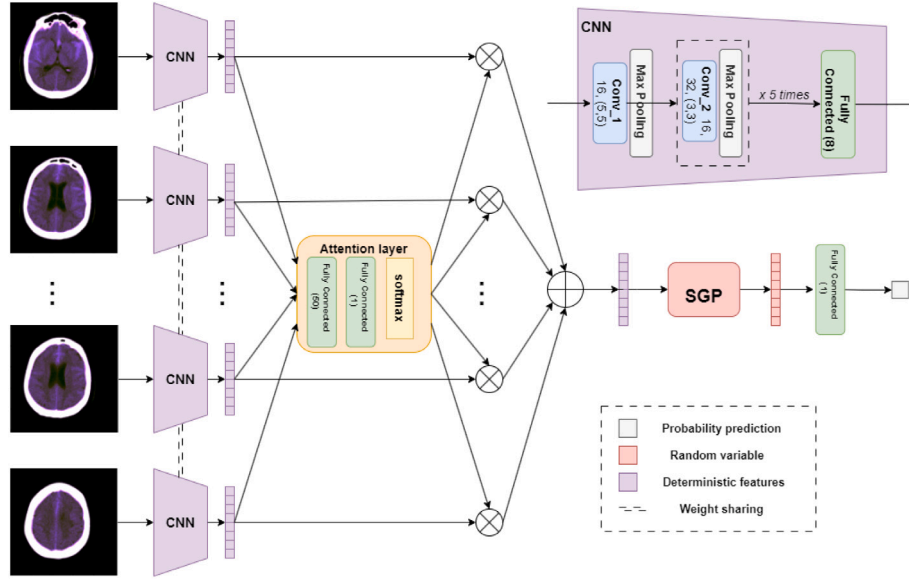 CNN
CNN
CNN
CNN
CNN
Conv_1
16, (5,5)
Max Pooling
Conv_2 16,
32, (3,3)
Max Pooling
x 5 times
Fully
Connected (8)
Attention layer
Fully Connected
(50)
Fully Connected
(1)
softmax
SGP
Fully Connected
(1)
Probability prediction
Random variable
Deterministic features
Weight sharing